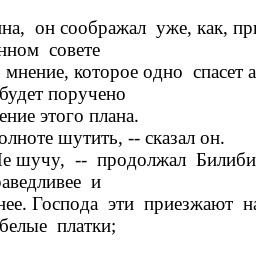 на, он соображал уже, как, при
нном совете
мнение, которое одно спасет а
будет поручено
ение этого плана.
олноте шутить, -- сказал он.
Не шучу, -- продолжал Билиби
раведливее и
нее. Господа эти приезжают на
белые платки;